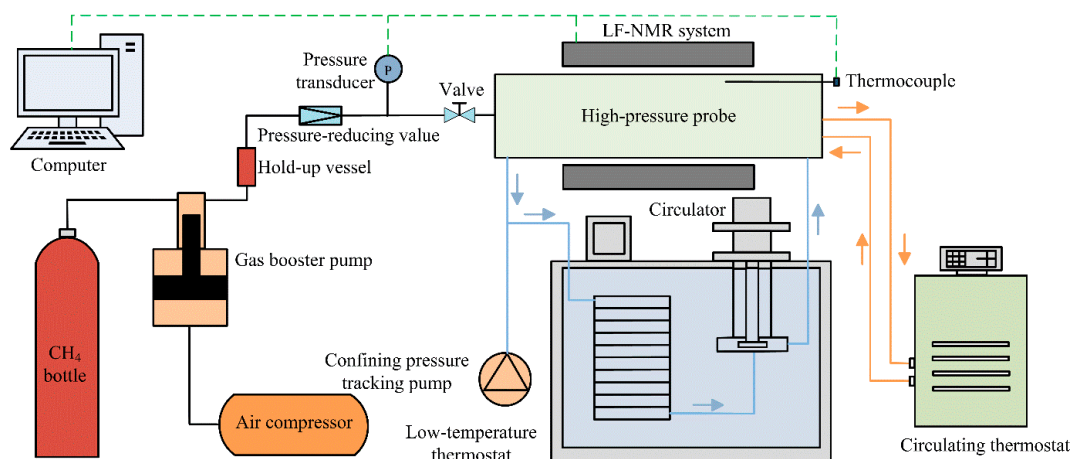 LF-NMR system
Pressure
transducer
P
Valve
Thermocouple
High-pressure probe
Pressure-reducing value
Computer
Hold-up vessel
Circulator
Gas booster pump
CH₄
bottle
Confining pressure
tracking pump
Air compressor
Low-temperature
thermostat
Circulating thermostat